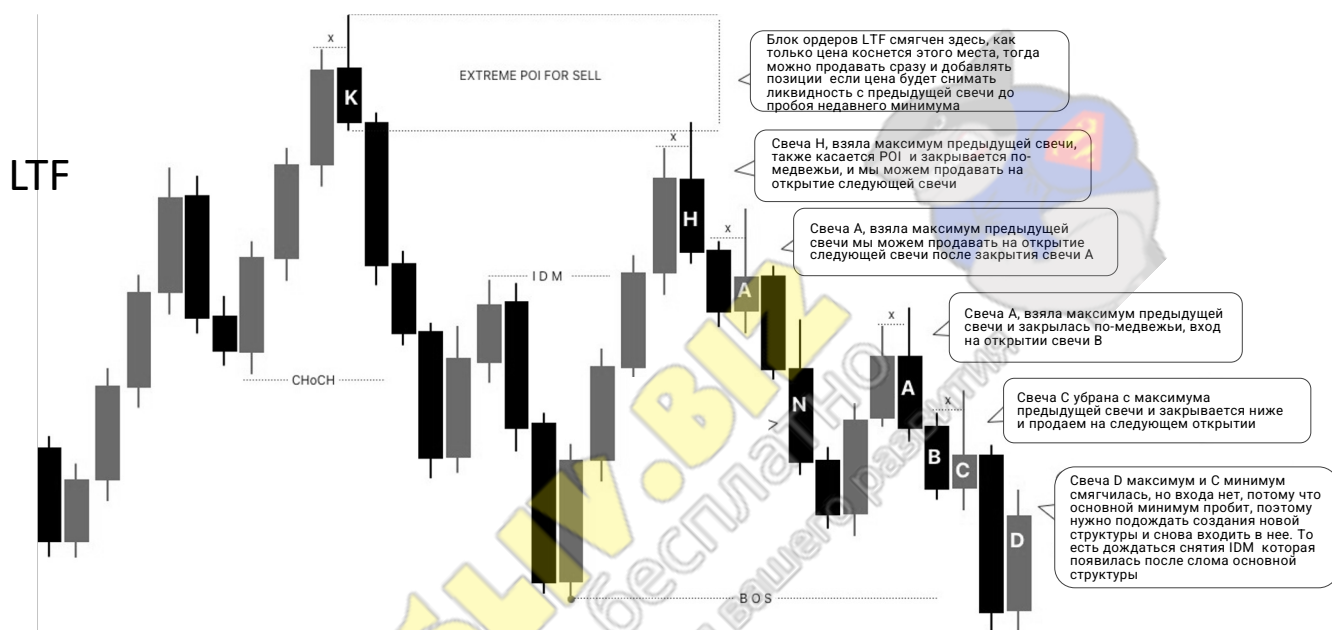 x
K
EXTREME POI FOR SELL
Блок ордеров LTF смягчен здесь, как
только цена коснется этого места, тогда
можно продавать сразу и добавлять
позиции если цена будет снимать
ликвидность с предыдущей свечи до
пробоя недавнего минимума
LTF
x
H
Свеча H, взяла максимум предыдущей свечи,
также касается POI и закрывается по-
медвежьи, и мы можем продавать на
открытие следующей свечи
x
A
Свеча А, взяла максимум предыдущей
свечи мы можем продавать на открытие
следующей свечи после закрытия свечи А
IDM
CHoCH
N
x
A
Свеча А, взяла максимум предыдущей
свечи и закрылась по-медвежьи, вход
на открытии свечи В
x
B
C
Свеча С убрана с максимума
предыдущей свечи и закрывается ниже
и продаем на следующем открытии
D
Свеча D максимум и С минимум
смягчилась, но входа нет, потому что
основной минимум пробит, поэтому
нужно подождать создания новой
структуры и снова входить в нее. То
есть дождаться снятия IDM которая
появилась после слома основной
структуры
BOS
SLIV.BIZ
бесплатно
вашего развития